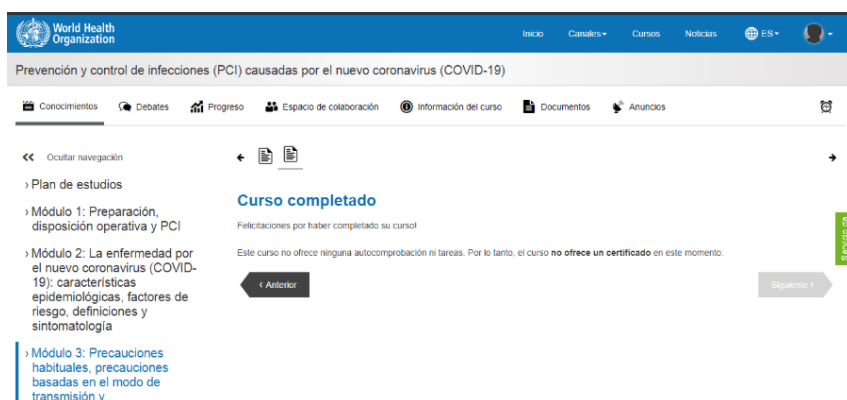 World Health
Organization
Inicio Canales Cursos Noticias ES
Prevención y control de infecciones (PCI) causadas por el nuevo coronavirus (COVID-19)
Conocimientos Debates Progreso Espacio de colaboración Información del curso Documentos Anuncios
Ocultar navegación
Plan de estudios
Módulo 1: Preparación,
disposición operativa y PCI
Módulo 2: La enfermedad por
el nuevo coronavirus (COVID-
19): características
epidemiológicas, factores de
riesgo, definiciones y
sintomatología
Módulo 3: Precauciones
habituales, precauciones
basadas en el modo de
transmisión y
Curso completado
Felicitaciones por haber completado su curso!
Este curso no ofrece ninguna autocomprobación ni tareas. Por lo tanto, el curso no ofrece un certificado en este momento.
< Anterior
Siguiente >
Servicio de